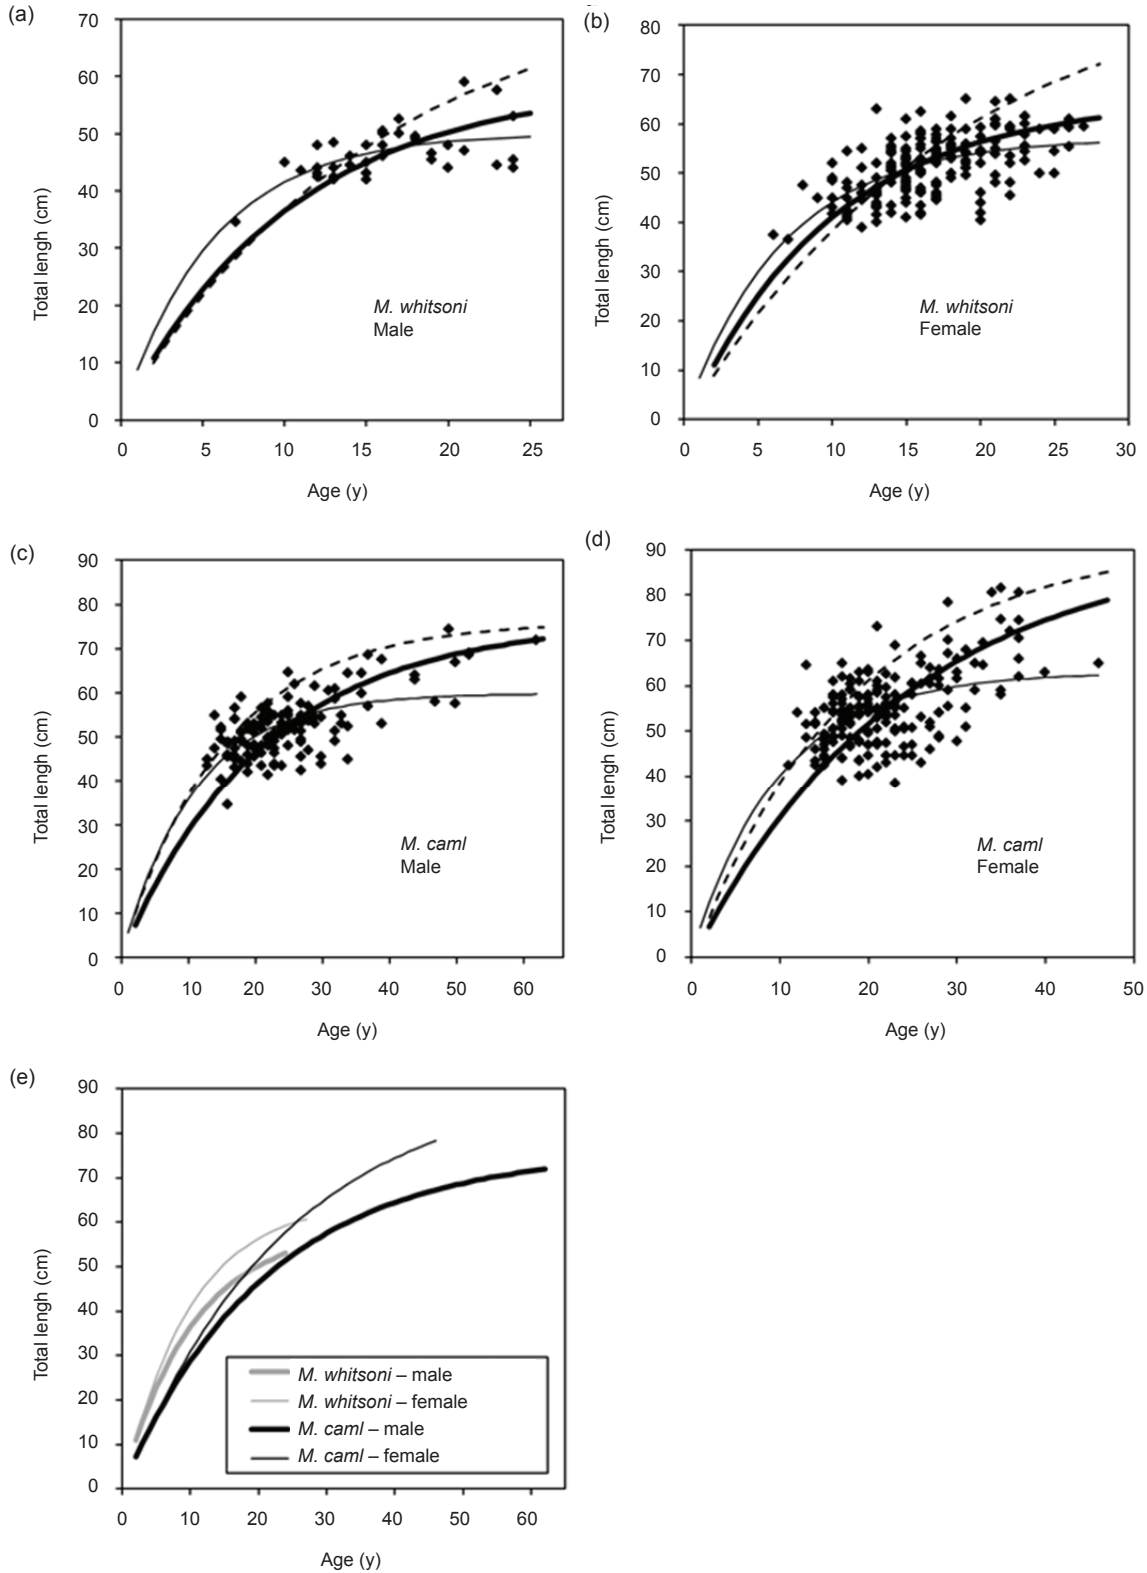 (a)
70
60
50
40
30
20
10
0
Total lengh (cm)
M. whitsoni
Male
0 5 10 15 20 25
Age (y)
(b)
80
70
60
50
40
30
20
10
0
Total lengh (cm)
M. whitsoni
Female
0 5 10 15 20 25 30
Age (y)
(c)
90
80
70
60
50
40
30
20
10
0
Total lengh (cm)
M. caml
Male
0 10 20 30 40 50 60
Age (y)
(d)
90
80
70
60
50
40
30
20
10
0
Total lengh (cm)
M. caml
Female
0 10 20 30 40 50
Age (y)
(e)
90
80
70
60
50
40
30
20
10
0
Total lengh (cm)
M. whitsoni – male
M. whitsoni – female
M. caml – male
M. caml – female
0 10 20 30 40 50 60
Age (y)